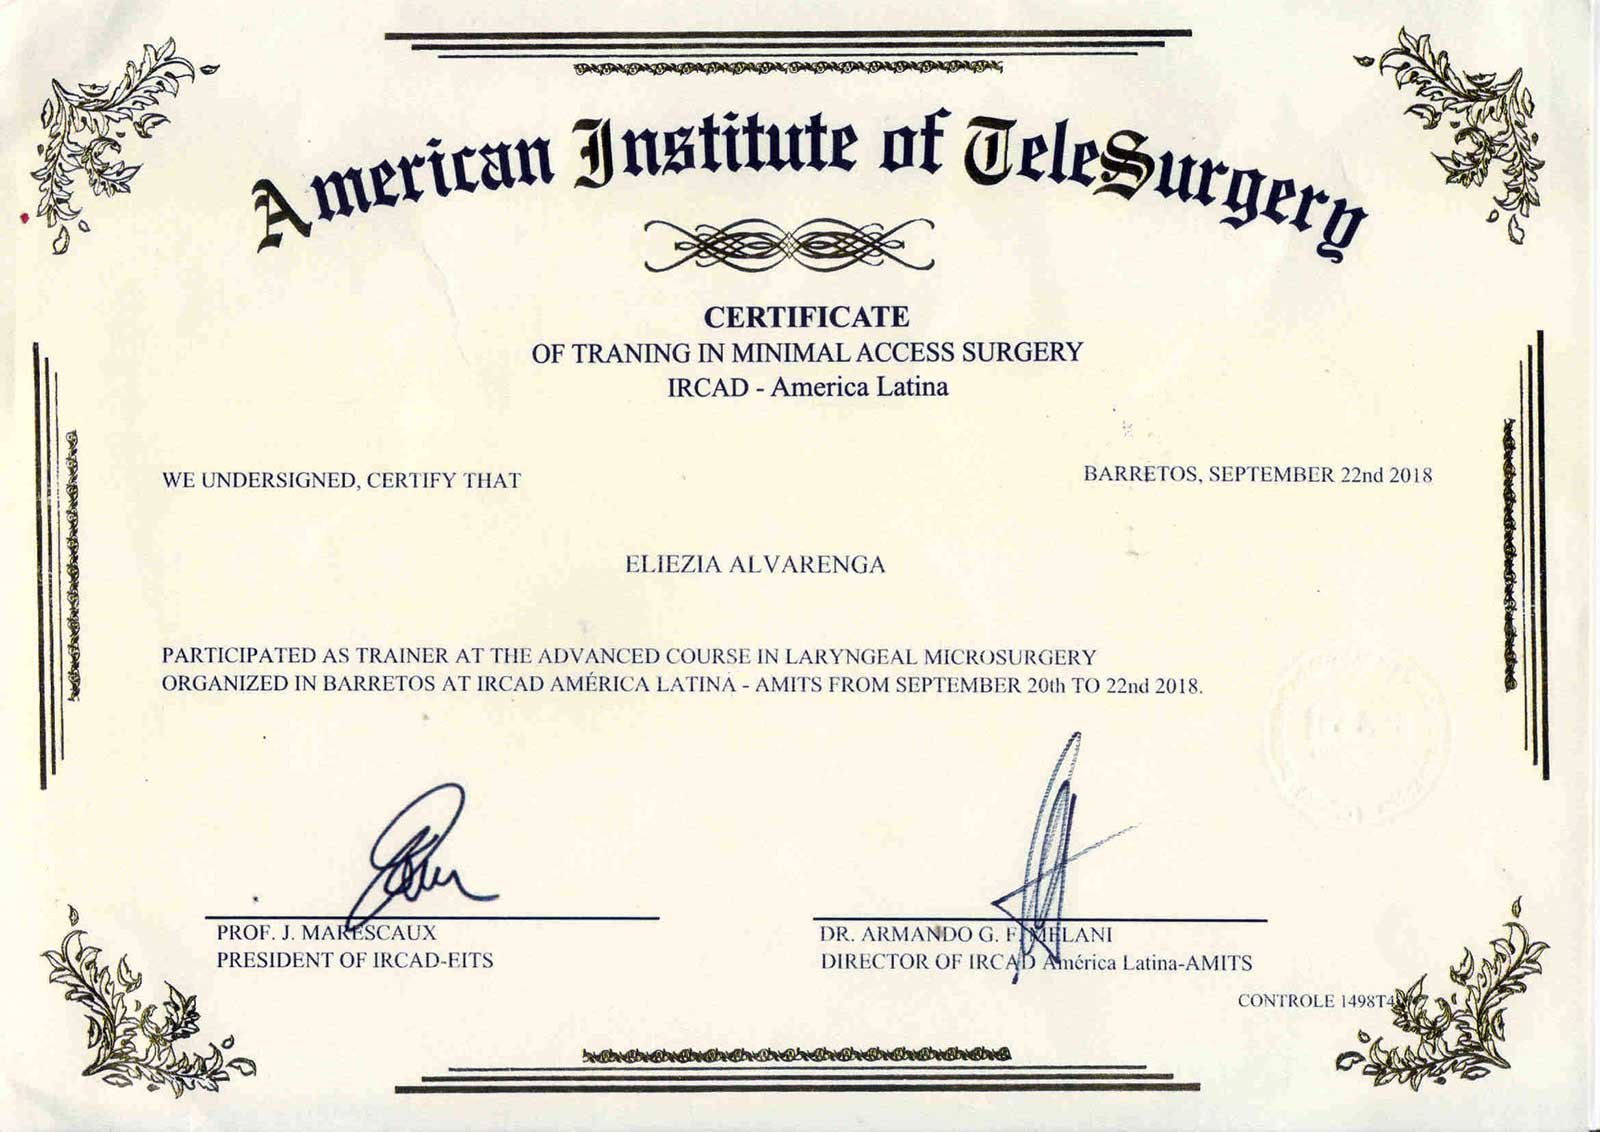 American Institute of TeleSurgery
CERTIFICATE
OF TRANING IN MINIMAL ACCESS SURGERY
IRCAD - America Latina
WE UNDERSIGNED, CERTIFY THAT
BARRETOS, SEPTEMBER 22nd 2018
ELIEZIA ALVARENGA
PARTICIPATED AS TRAINER AT THE ADVANCED COURSE IN LARYNGEAL MICROSURGERY
ORGANIZED IN BARRETOS AT IRCAD AMÉRICA LATINA - AMITS FROM SEPTEMBER 20th TO 22nd 2018.
PROF. J. MARESCAUX
PRESIDENT OF IRCAD-EITS
DR. ARMANDO G. F. MELANI
DIRECTOR OF IRCAD América Latina-AMITS
CONTROLE